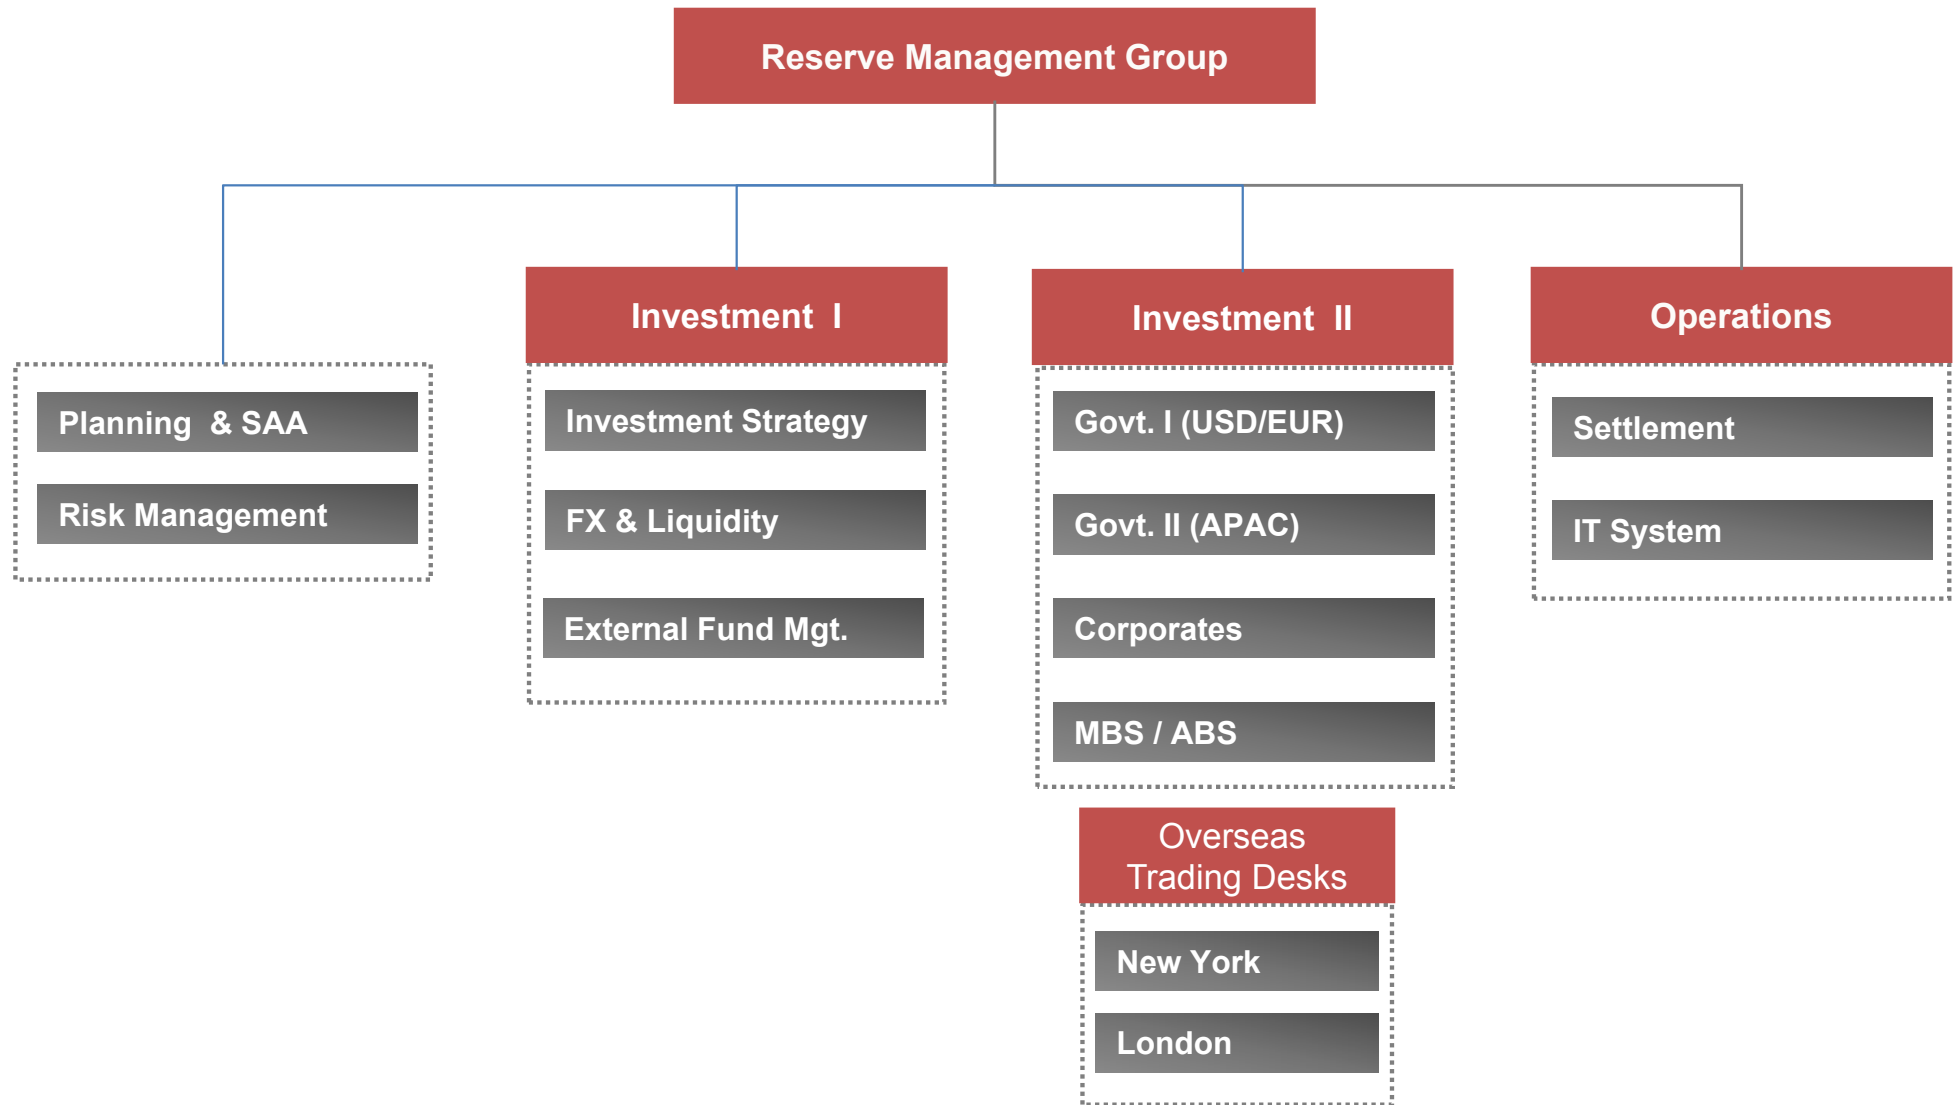 Reserve Management Group
Planning & SAA
Risk Management
Investment I
Investment Strategy
FX & Liquidity
External Fund Mgt.
Investment II
Govt. I (USD/EUR)
Govt. II (APAC)
Corporates
MBS / ABS
Overseas
Trading Desks
New York
London
Operations
Settlement
IT System